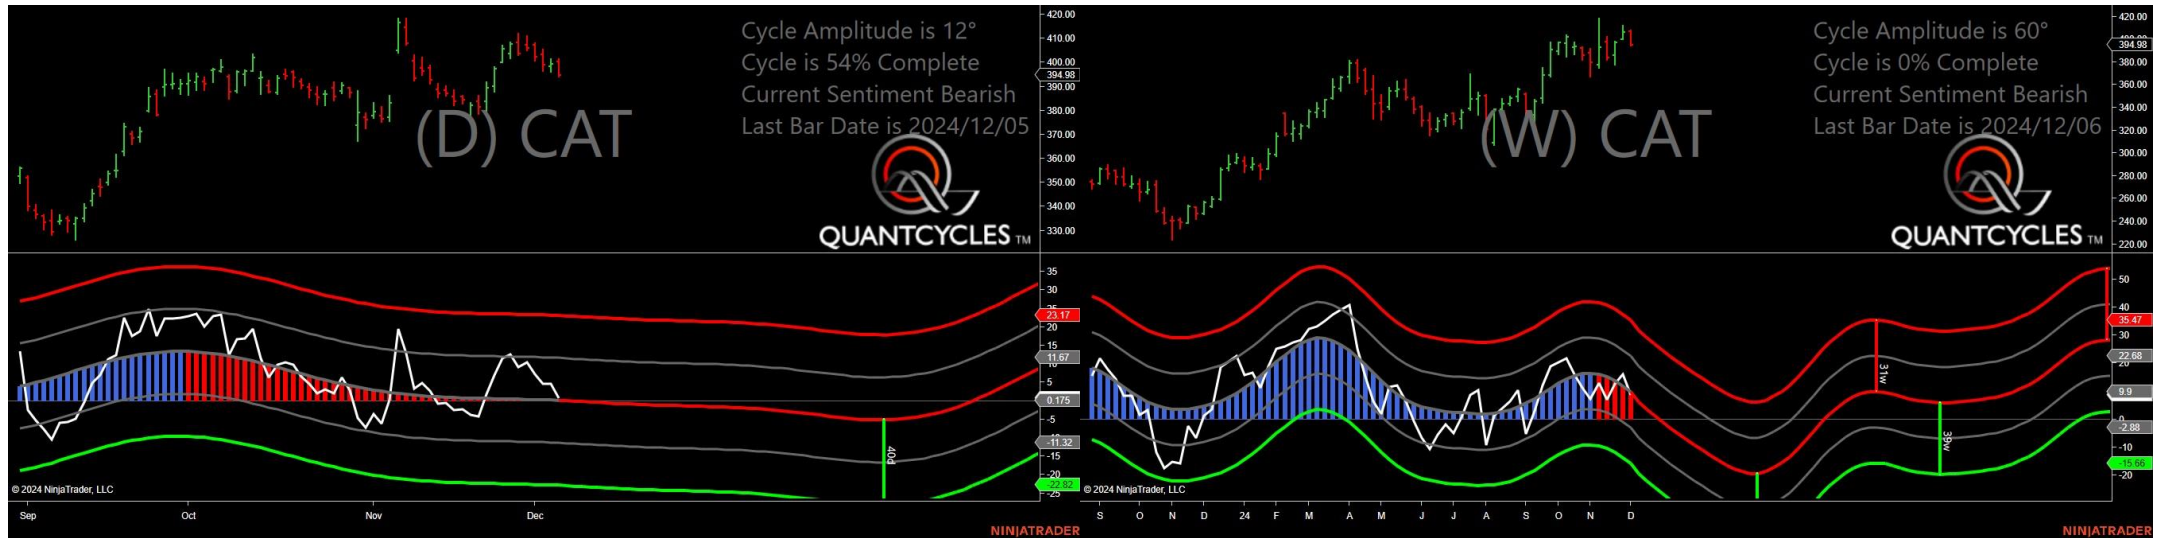 Cycle Amplitude is 12°
Cycle is 54% Complete
Current Sentiment Bearish
Last Bar Date is 2024/12/05
(D) CAT
QUANTCYCLES TM
420.00
410.00
400.00
394.98
390.00
380.00
370.00
360.00
350.00
340.00
330.00
35
30
25
23.17
20
15
11.67
10
5
0.175
-5
-11.32
-15
-20
-22.82
-25
40d
© 2024 NinjaTrader, LLC
Sep
Oct
Nov
Dec
NINJATRADER
Cycle Amplitude is 60°
Cycle is 0% Complete
Current Sentiment Bearish
Last Bar Date is 2024/12/06
(W) CAT
QUANTCYCLES TM
420.00
394.98
380.00
360.00
340.00
320.00
300.00
280.00
260.00
240.00
220.00
50
40
35.47
30
22.68
20
9.9
0
-2.88
-10
-15.66
-20
31w
39w
© 2024 NinjaTrader, LLC
S
O
N
D
24
F
M
A
M
J
J
A
S
O
N
D
NINJATRADER